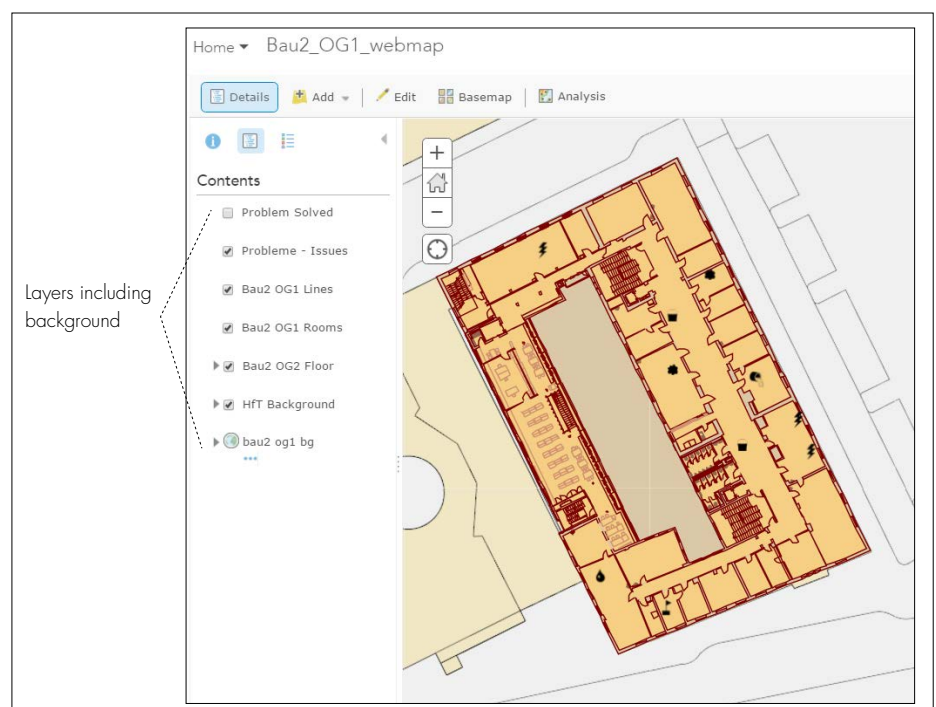 Home Bau2_OG1_webmap
Details Add Edit Basemap Analysis
Contents
Problem Solved
Probleme - Issues
Bau2 OG1 Lines
Bau2 OG1 Rooms
Bau2 OG2 Floor
HfT Background
bau2 og1 bg
Layers including
background